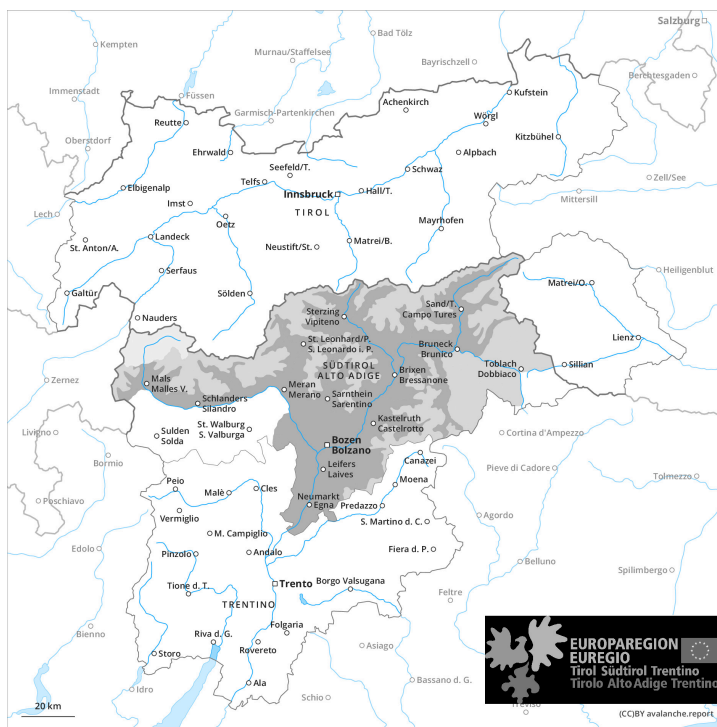 Salzburg
Kempten
Bad Tölz
Murnau/Staffelsee
Bayrischzell
Berchtesgaden
Immenstadt
Füssen
Kufstein
Achenkirch
Garmisch-Partenkirchen
Reutte
Wörgl
Oberstdorf
Kitzbühel
Ehrwald
Alpbach
Seefeld/T.
Schwaz
Telfs
Zell/See
Elbigenalp
Innsbruck
Hall/T.
Mittersill
Imst
Lech
TIROL
Oetz
Mayrhofen
Landeck
St. Anton/A.
Neustift/St.
Matrei/B.
Serfaus
Heiligenblut
Matrei/O.
Galtür
Sölden
Sand/T.
Campo Tures
Sterzing
Vipiteno
Nauders
St. Leonhard/P.
S. Leonardo i. P.
Bruneck
Brunico
Lienz
SÜDTIROL
ALTO ADIGE
Toblach
Dobbiaco
Sillian
Brixen
Bressanone
Zernez
Mals
Malles V.
Meran
Merano
Schlanders
Silandro
Sarnthein
Sarentino
St. Walburg
S. Valburga
Kastelruth
Castelrotto
Sulden
Solda
Livigno
Cortina d'Ampezzo
Bozen
Bolzano
Canazei
Bormio
Pieve di Cadore
Leifers
Laives
Tolmezzo
Peio
Malè
Cles
Moena
Poschiavo
Neumarkt
Egna
Predazzo
Vermiglio
S. Martino d. C.
Agordo
M. Campiglio
Edolo
Pinzolo
Andalo
Fiera d. P.
Belluno
Spilimbergo
Tione d. T.
Trento
Borgo Valsugana
Feltre
TRENTINO
Bienno
Riva d. G.
Folgaria
Storo
Rovereto
Asiago
Idro
Ala
Schio
Bassano d. G.
Treviso
EUROPAREGION
EUREGIO
Tirol Südtirol Trentino
Tirolo Alto Adige Trentino
20 km
(CC)BY avalanche.report